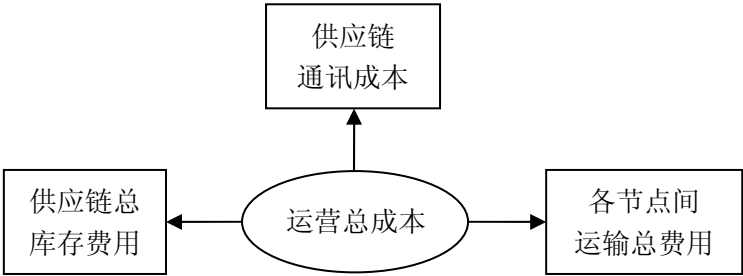 供应链
通讯成本
供应链总
库存费用
运营总成本
各节点间
运输总费用